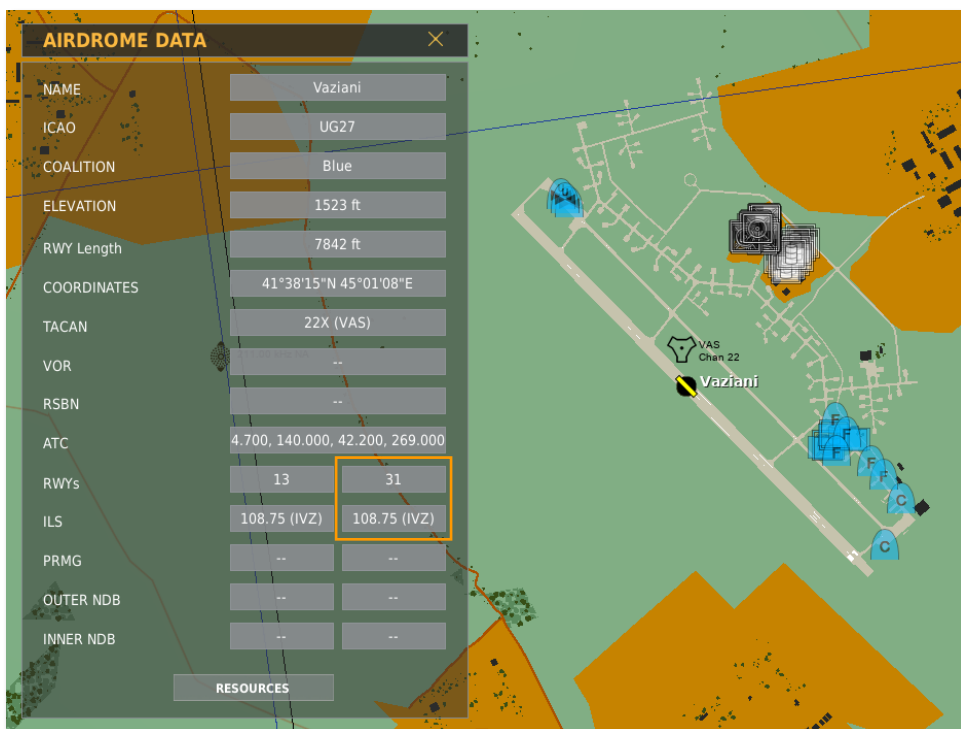 AIRDROME DATA
NAME Vaziani
ICAO UG27
COALITION Blue
ELEVATION 1523 ft
RWY Length 7842 ft
COORDINATES 41°38'15"N 45°01'08"E
TACAN 22X (VAS)
VOR --
RSBN --
ATC 4.700, 140.000, 42.200, 269.000
RWYs 13 31
ILS 108.75 (IVZ) 108.75 (IVZ)
PRMG -- --
OUTER NDB -- --
INNER NDB -- --
RESOURCES
VAS
Chan 22
Vaziani
F
F
F
F
F
C
C